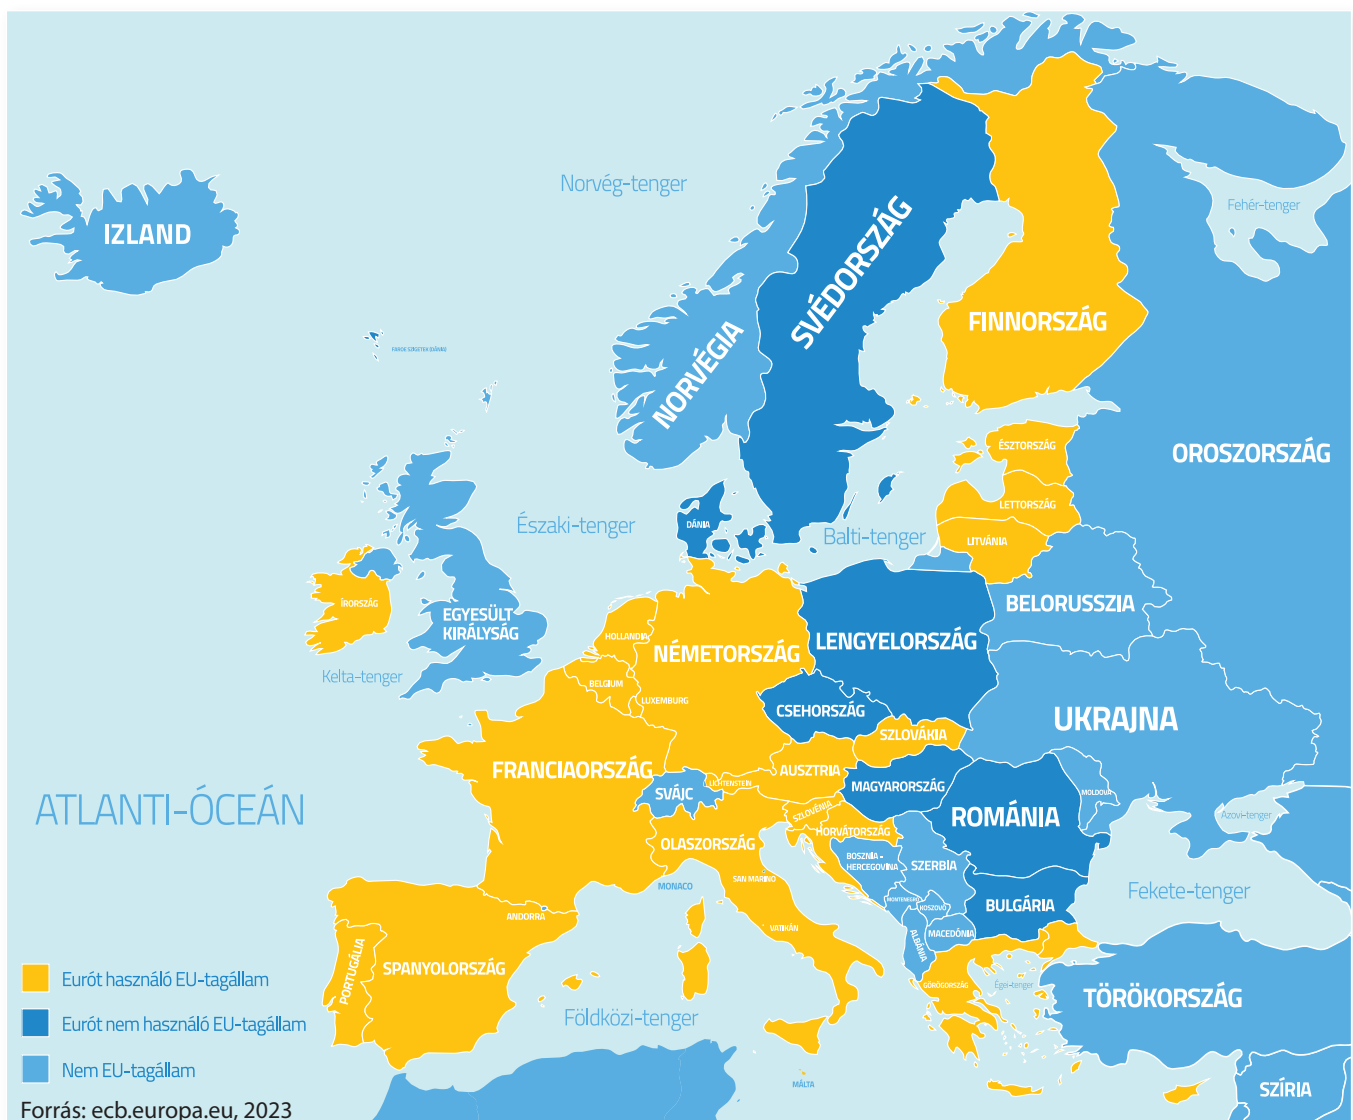 Norvég-tenger
Fehér-tenger
IZLAND
SVÉDORSZÁG
FINNORSZÁG
NORVÉGIA
FAROE SZIGETEK (DÁNIA)
ÉSZTORSZÁG
OROSZORSZÁG
LETTORSZÁG
Északi-tenger
DÁNIA
Balti-tenger
LITVÁNIA
ÍRORSZÁG
BELORUSSZIA
EGYESÜLT
KIRÁLYSÁG
HOLLANDIA
LENGYELORSZÁG
NÉMETORSZÁG
Kelta-tenger
BELGIUM
LUXEMBURG
CSEHORSZÁG
UKRAJNA
SZLOVÁKIA
FRANCIAORSZÁG
AUSZTRIA
LICHTENSTEIN
SVÁJC
MAGYARORSZÁG
MOLDOVA
ATLANTI-ÓCEÁN
SZLOVÉNIA
ROMÁNIA
Azovi-tenger
HORVÁTORSZÁG
OLASZORSZÁG
BOSZNIA -
HERCEGOVINA
SZERBIA
SAN MARINO
MONACO
Fekete-tenger
MONTENEGRO
KOSZOVÓ
BULGÁRIA
ANDORRA
VATIKÁN
MACEDÓNIA
ALBÁNIA
PORTUGÁLIA
SPANYOLORSZÁG
GÖRÖGORSZÁG
Égei-tenger
TÖRÖKORSZÁG
Földközi-tenger
MÁLTA
SZÍRIA
Eurót használó EU-tagállam
Eurót nem használó EU-tagállam
Nem EU-tagállam
Forrás: ecb.europa.eu, 2023